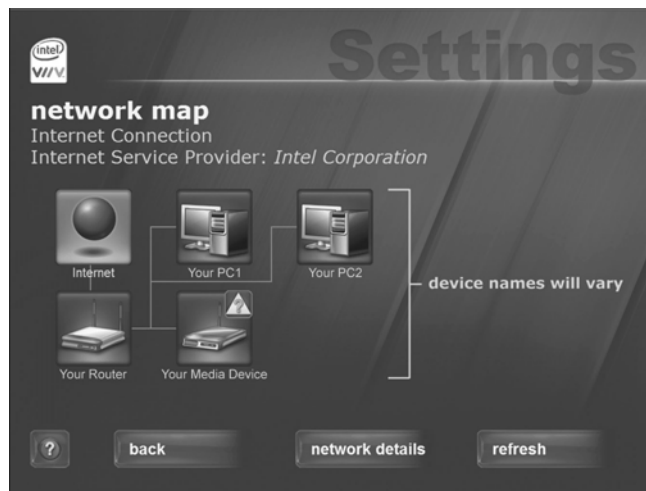 intel
VIIV
Settings
network map
Internet Connection
Internet Service Provider: Intel Corporation
Internet
Your PC1
Your PC2
device names will vary
Your Router
Your Media Device
?
?
back
network details
refresh